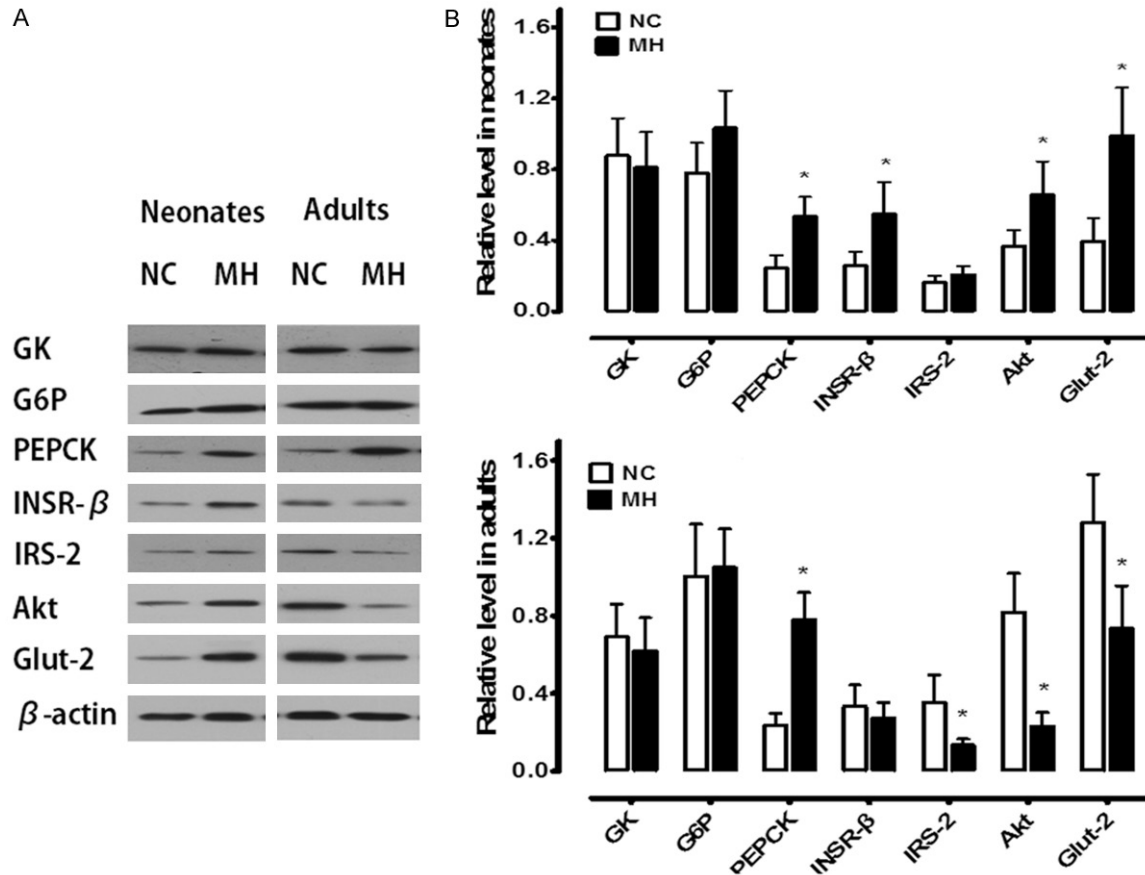 A
Neonates Adults
NC MH NC MH
GK
G6P
PEPCK
INSR-β
IRS-2
Akt
Glut-2
β-actin
B
Relative level in neonates
1.6
1.2
0.8
0.4
0.0
NC
MH
*
*
*
*
GK G6P PEPCK INSR-β IRS-2 Akt Glut-2
Relative level in adults
1.6
1.2
0.8
0.4
0.0
NC
MH
*
*
*
*
GK G6P PEPCK INSR-β IRS-2 Akt Glut-2